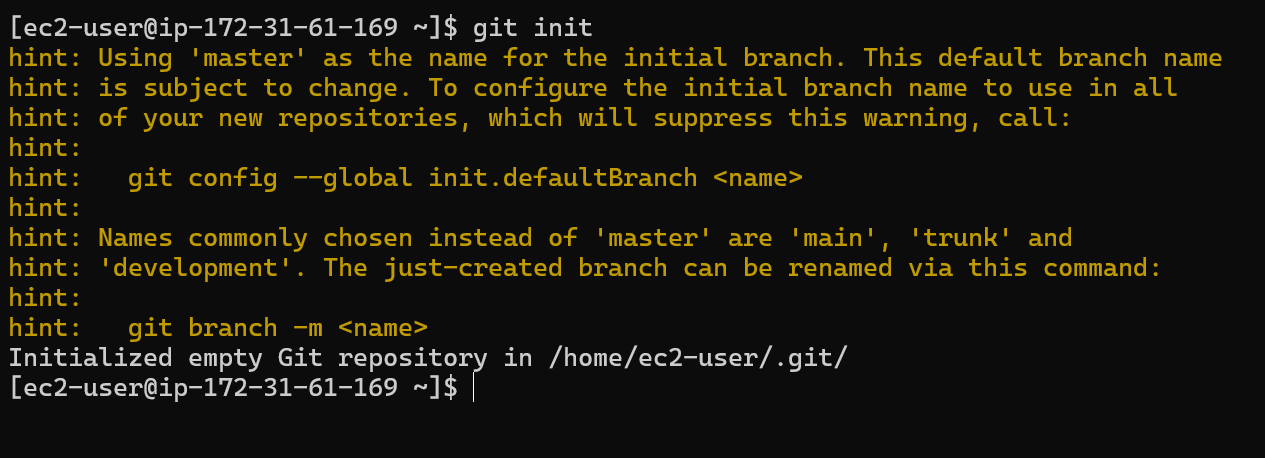 [ec2-user@ip-172-31-61-169 ~]$ git init
hint: Using 'master' as the name for the initial branch. This default branch name
hint: is subject to change. To configure the initial branch name to use in all
hint: of your new repositories, which will suppress this warning, call:
hint:
hint:   git config --global init.defaultBranch <name>
hint:
hint: Names commonly chosen instead of 'master' are 'main', 'trunk' and
hint: 'development'. The just-created branch can be renamed via this command:
hint:
hint:   git branch -m <name>
Initialized empty Git repository in /home/ec2-user/.git/
[ec2-user@ip-172-31-61-169 ~]$